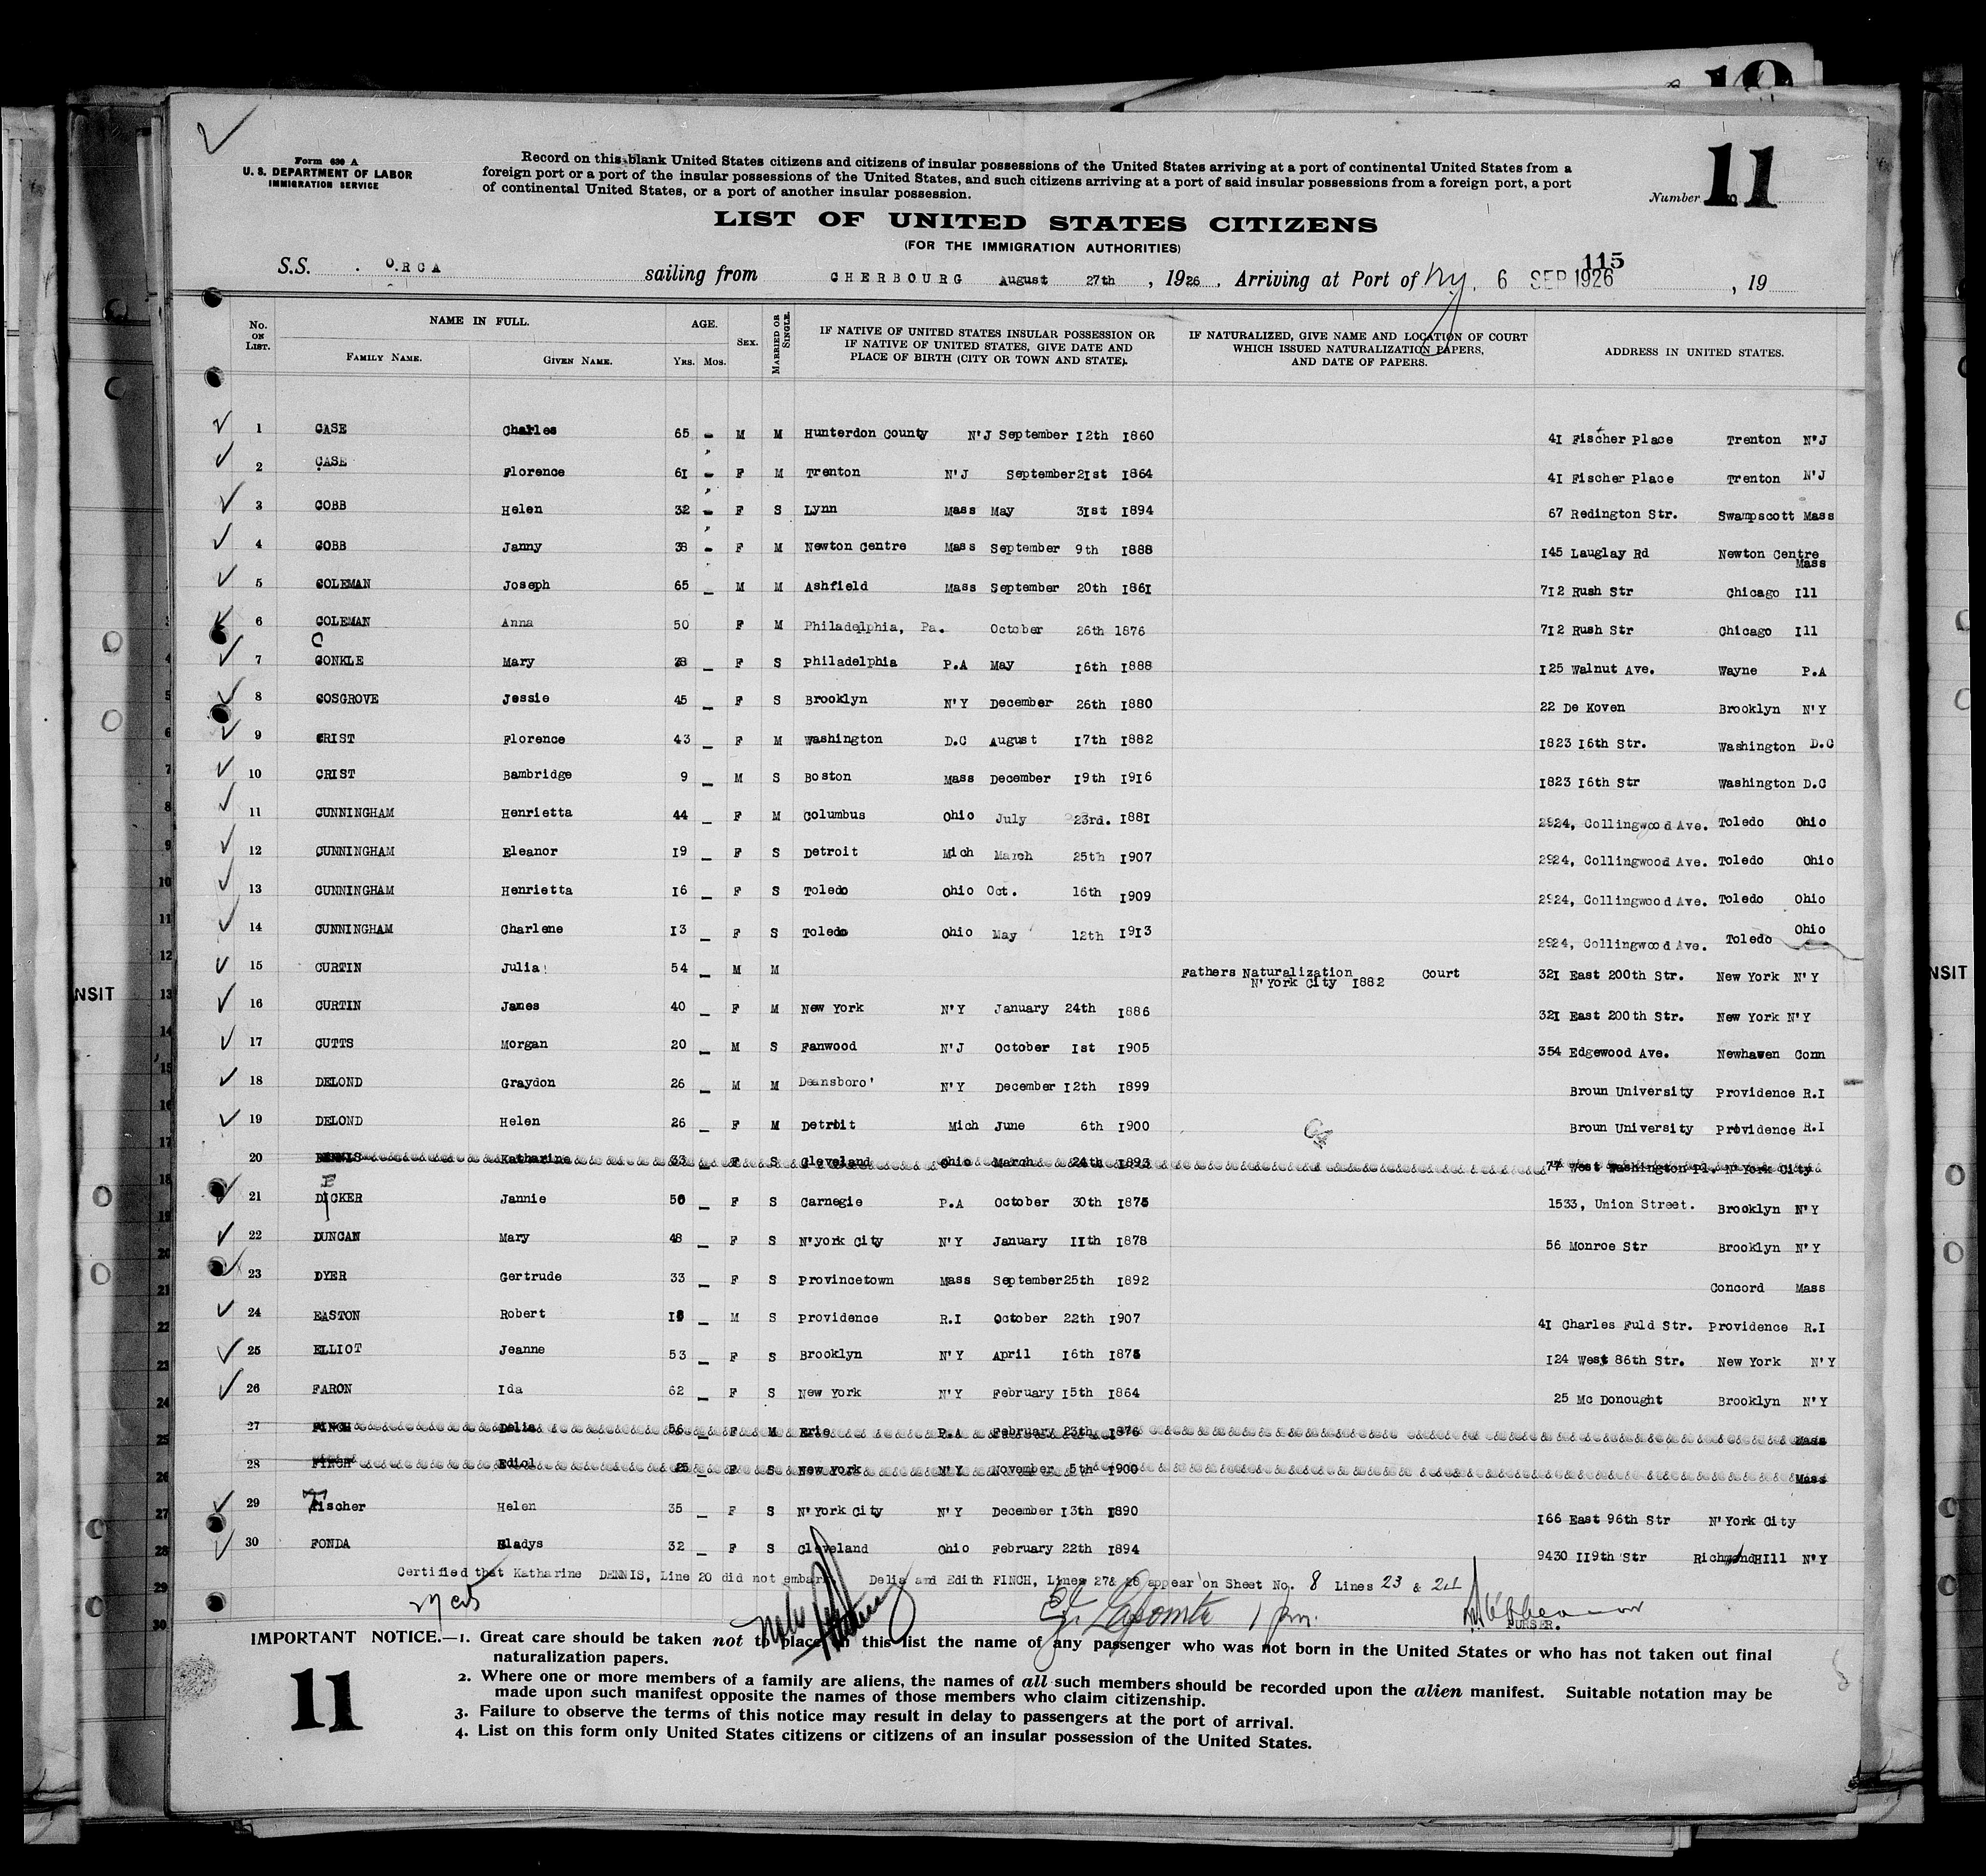 18
Form 630 A
U. S. DEPARTMENT OF LABOR
IMMIGRATION SERVICE
Record on this blank United States citizens and citizens of insular possessions of the United States arriving at a port of continental United States from a
foreign port or a port of the insular possessions of the United States, and such citizens arriving at a port of said insular possessions from a foreign port, a port
of continental United States, or a port of another insular possession.
Number 11
LIST OF UNITED STATES CITIZENS
(FOR THE IMMIGRATION AUTHORITIES)
115
S.S. ORCA sailing from CHERBOURG August 27th, 1926, Arriving at Port of N.Y. 6 SEP 1926, 19
No. ON LIST. NAME IN FULL. FAMILY NAME. GIVEN NAME. AGE. Yrs. Mos. SEX. MARRIED OR SINGLE. IF NATIVE OF UNITED STATES INSULAR POSSESSION OR IF NATIVE OF UNITED STATES, GIVE DATE AND PLACE OF BIRTH (CITY OR TOWN AND STATE). IF NATURALIZED, GIVE NAME AND LOCATION OF COURT WHICH ISSUED NATURALIZATION PAPERS, AND DATE OF PAPERS. ADDRESS IN UNITED STATES.
1 CASE Charles 65 - M M Hunterdon County N'J September 12th 1860 41 Fischer Place Trenton N'J
2 CASE Florence 61 - F M Trenton N'J September 21st 1864 41 Fischer Place Trenton N'J
3 COBB Helen 32 - F S Lynn Mass May 31st 1894 67 Redington Str. Swampscott Mass
4 COBB Janny 38 - F M Newton Centre Mass September 9th 1888 145 Lauglay Rd Newton Centre Mass
5 COLEMAN Joseph 65 _ M M Ashfield Mass September 20th 1861 712 Rush Str Chicago Ill
6 COLEMAN Anna 50 F M Philadelphia, Pa. October 26th 1876 712 Rush Str Chicago Ill
7 CONKLE Mary 38 _ F S Philadelphia P.A May 16th 1888 125 Walnut Ave. Wayne P.A
8 COSGROVE Jessie 45 _ F S Brooklyn N'Y December 26th 1880 22 De Koven Brooklyn N'Y
9 CRIST Florence 43 _ F M Washington D.C August 17th 1882 1823 16th Str. Washington D.C
10 CRIST Bambridge 9 _ M S Boston Mass December 19th 1916 1823 16th Str Washington D.C
11 CUNNINGHAM Henrietta 44 _ F M Columbus Ohio July 23rd. 1881 2924, Collingwood Ave. Toledo Ohio
12 CUNNINGHAM Eleanor 19 _ F S Detroit Mich March 25th 1907 2924, Collingwood Ave. Toledo Ohio
13 CUNNINGHAM Henrietta 16 _ F S Toledo Ohio Oct. 16th 1909 2924, Collingwood Ave. Toledo Ohio
14 CUNNINGHAM Charlene 13 _ F S Toledo Ohio May 12th 1913 2924, Collingwood Ave. Toledo Ohio
15 CURTIN Julia 54 _ M M Fathers Naturalization Court N'York City 1882 321 East 200th Str. New York N'Y
16 CURTIN James 40 _ F M New York N'Y January 24th 1886 321 East 200th Str. New York N'Y
17 CUTTS Morgan 20 _ M S Fanwood N'J October 1st 1905 354 Edgewood Ave. Newhaven Conn
18 DELOND Graydon 26 _ M M Deansboro' N'Y December 12th 1899 Broun University Providence R.I
19 DELOND Helen 26 _ F M Detroit Mich June 6th 1900 Broun University Providence R.I
20 DENNIS Katharine 33 _ F S Cleveland Ohio March 24th 1893 77 West Washington Pl. N'York City
21 DICKER Jannie 50 _ F S Carnegie P.A October 30th 1875 1533, Union Street. Brooklyn N'Y
22 DUNCAN Mary 48 _ F S N'york City N'Y January 11th 1878 56 Monroe Str Brooklyn N'Y
23 DYER Gertrude 33 _ F S Provincetown Mass September 25th 1892 Concord Mass
24 EASTON Robert 18 _ M S Providence R.I October 22th 1907 41 Charles Fuld Str. Providence R.I
25 ELLIOT Jeanne 53 _ F S Brooklyn N'Y April 16th 1873 124 West 86th Str. New York N'Y
26 FARON Ida 62 _ F S New York N'Y February 15th 1864 25 Mc Donought Brooklyn N'Y
27 FINCH Delia 56 _ F M Erie P.A February 23th 1876 Mass
28 FINCH Ediol 25 _ F S New York N'Y November 5th 1900 Mass
29 Fischer Helen 35 _ F S N'York City N'Y December 13th 1890 166 East 96th Str N'York City
30 FONDA Gladys 32 _ F S Cleveland Ohio February 22th 1894 9430 119th Str Richmond Hill N'Y
Certified that Katharine DENNIS, Line 20 did not embark. Delia and Edith FINCH, Lines 27 & 28 appear on Sheet No. 8 Lines 23 & 24
1 pm.
PURSER.
IMPORTANT NOTICE.—1. Great care should be taken not to place on this list the name of any passenger who was not born in the United States or who has not taken out final
naturalization papers.
2. Where one or more members of a family are aliens, the names of all such members should be recorded upon the alien manifest. Suitable notation may be
made upon such manifest opposite the names of those members who claim citizenship.
3. Failure to observe the terms of this notice may result in delay to passengers at the port of arrival.
4. List on this form only United States citizens or citizens of an insular possession of the United States.
11
NSIT
NSIT